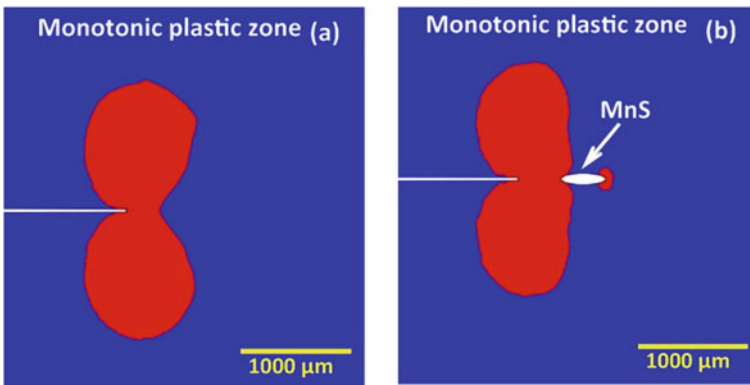 Monotonic plastic zone (a)
1000 µm
Monotonic plastic zone (b)
MnS
1000 µm